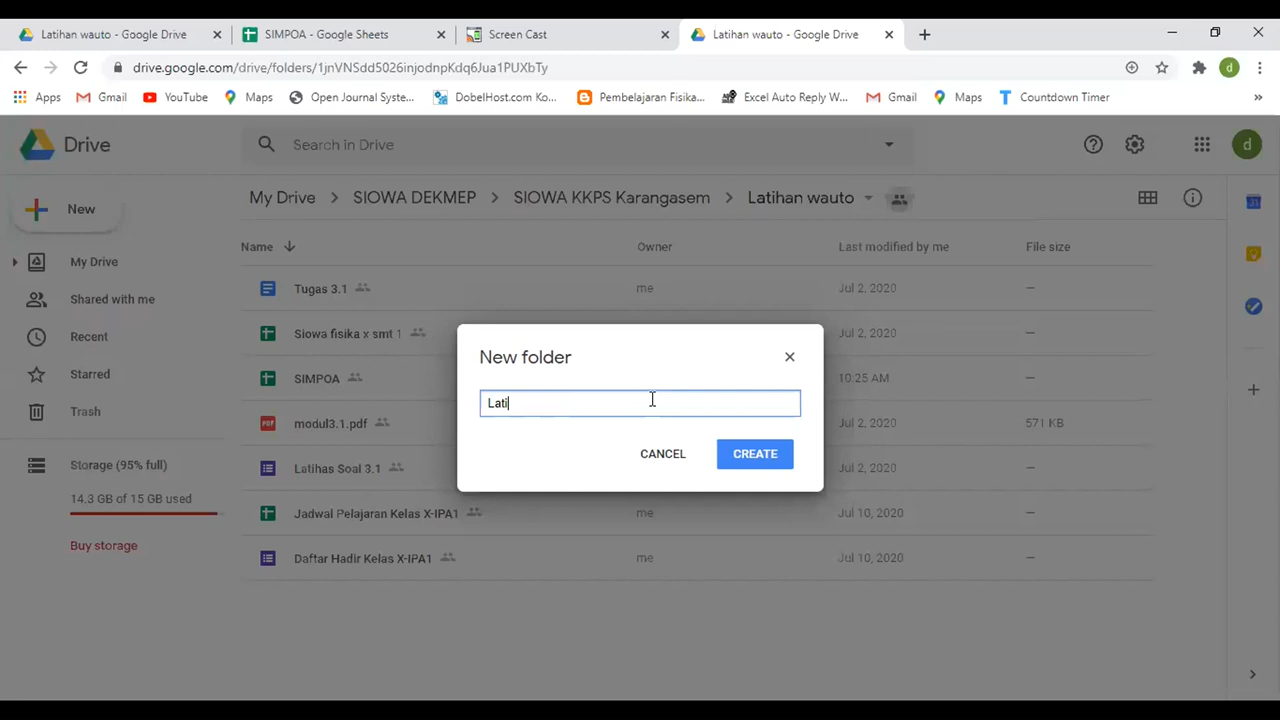 Latihan wauto - Google Drive
SIMPOA - Google Sheets
Screen Cast
Latihan wauto - Google Drive
drive.google.com/drive/folders/1jnVNSdd5026injodnpKdq6Jua1PUXbTy
d
Apps
Gmail
YouTube
Maps
Open Journal Syste...
DobelHost.com Ko...
Pembelajaran Fisika...
Excel Auto Reply W...
Gmail
Maps
Countdown Timer
Drive
Search in Drive
d
New
My Drive
Shared with me
Recent
Starred
Trash
Storage (95% full)
14.3 GB of 15 GB used
Buy storage
My Drive > SIOWA DEKMEP > SIOWA KKPS Karangasem > Latihan wauto
Name Owner Last modified by me File size
Tugas 3.1 me Jul 2, 2020 —
Siowa fisika x smt 1 Jul 2, 2020 —
SIMPOA 10:25 AM —
PDF modul3.1.pdf Jul 2, 2020 571 KB
Latihas Soal 3.1 Jul 2, 2020 —
Jadwal Pelajaran Kelas X-IPA1 me Jul 10, 2020 —
Daftar Hadir Kelas X-IPA1 me Jul 10, 2020 —
New folder
Lati
CANCEL CREATE